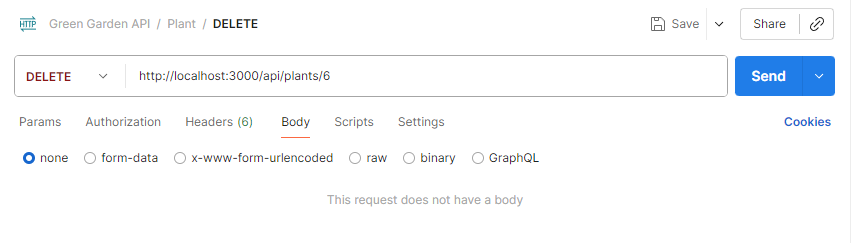 HTTP Green Garden API / Plant / DELETE Save Share
DELETE http://localhost:3000/api/plants/6 Send
Params Authorization Headers (6) Body Scripts Settings Cookies
none form-data x-www-form-urlencoded raw binary GraphQL
This request does not have a body